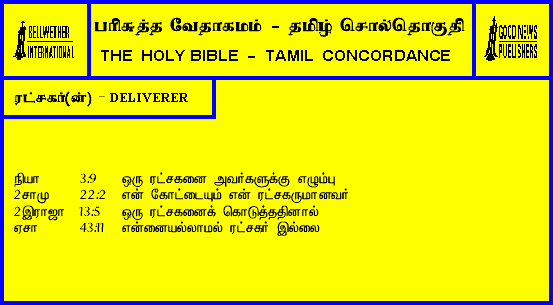 BELLWETHER
INTERNATIONAL
பரிசுத்த வேதாகமம் - தமிழ் சொல்தொகுதி
THE HOLY BIBLE - TAMIL CONCORDANCE
GOOD NEWS
PUBLISHERS
ரட்சகர்(ன்) - DELIVERER
நியா 3:9 ஒரு ரட்சகனை அவர்களுக்கு எழும்பு
2சாமு 22:2 என் கோட்டையும் என் ரட்சகருமானவர்
2இராஜா 13:5 ஒரு ரட்சகனைக் கொடுத்ததினால்
ஏசா 43:11 என்னையல்லாமல் ரட்சகர் இல்லை